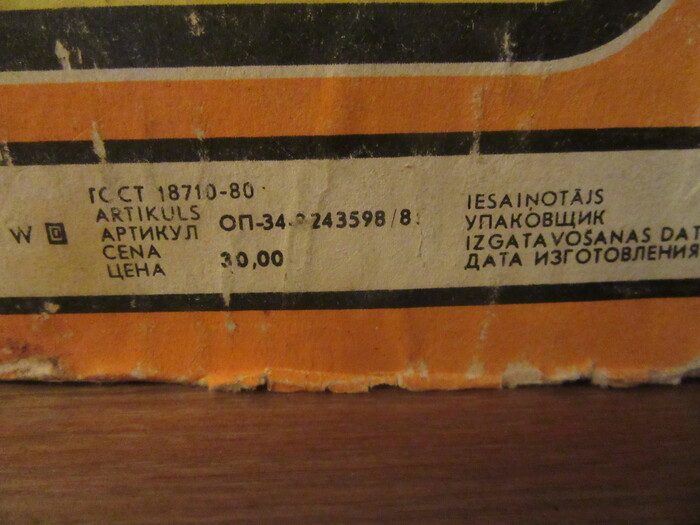 ГОСТ 18710-80
ARTIKULS
АРТИКУЛ
CENA 30,00
ЦЕНА
W
IESAIŅOTĀJS
УПАКОВЩИК
IZGATAVOŠANAS DAT
ДАТА ИЗГОТОВЛЕНИЯ